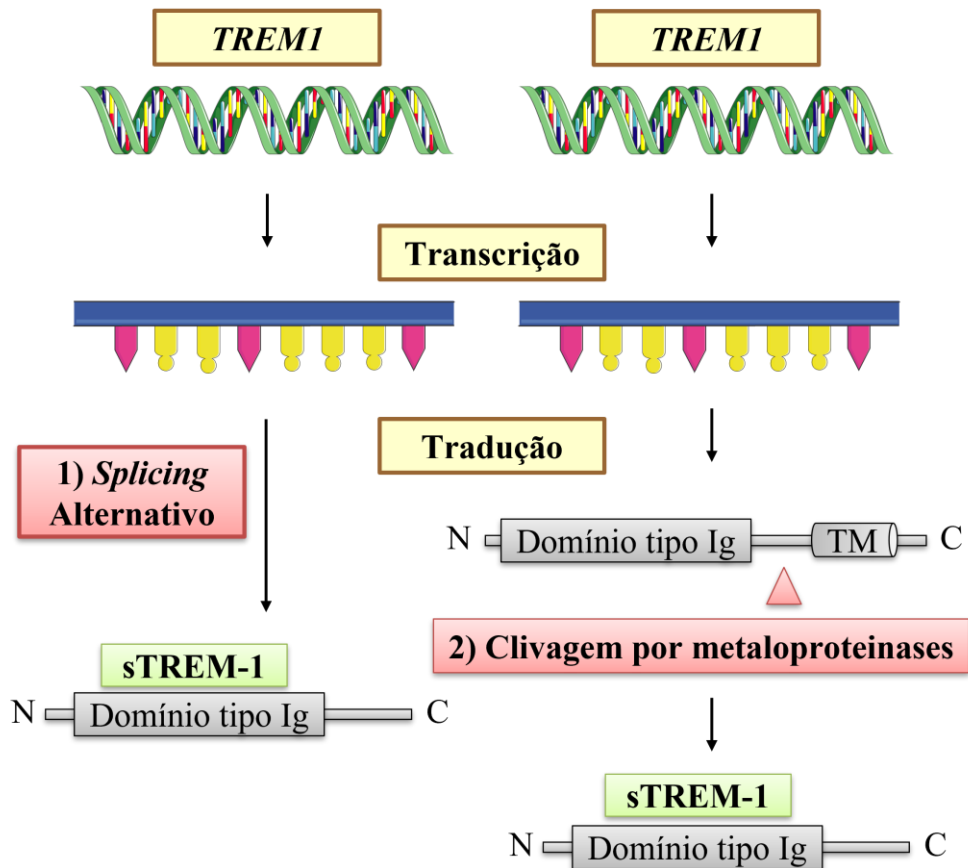 TREM1
TREM1
Transcrição
Tradução
1) Splicing
Alternativo
N Domínio tipo Ig TM C
2) Clivagem por metaloproteinases
sTREM-1
N Domínio tipo Ig C
sTREM-1
N Domínio tipo Ig C